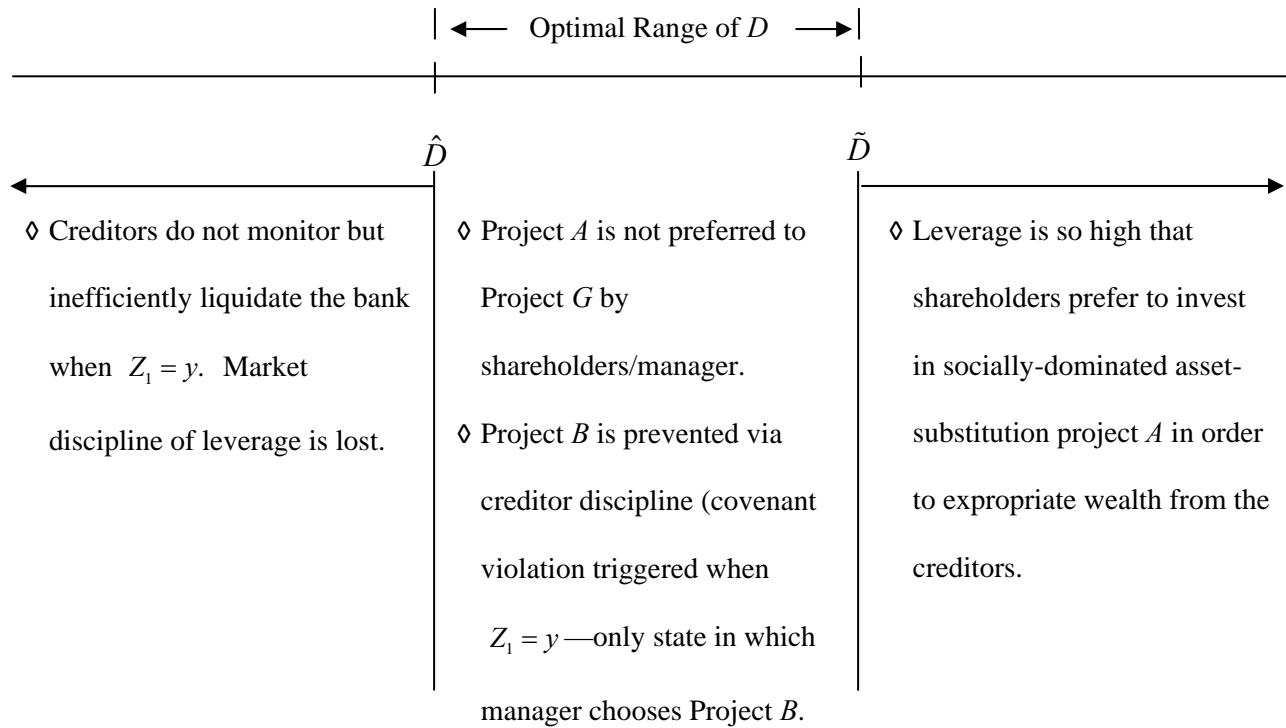 Optimal Range of D
D̂
D̃
◊ Creditors do not monitor but
inefficiently liquidate the bank
when Z₁ = y. Market
discipline of leverage is lost.
◊ Project A is not preferred to
Project G by
shareholders/manager.
◊ Project B is prevented via
creditor discipline (covenant
violation triggered when
Z₁ = y —only state in which
manager chooses Project B.
◊ Leverage is so high that
shareholders prefer to invest
in socially-dominated asset-
substitution project A in order
to expropriate wealth from the
creditors.